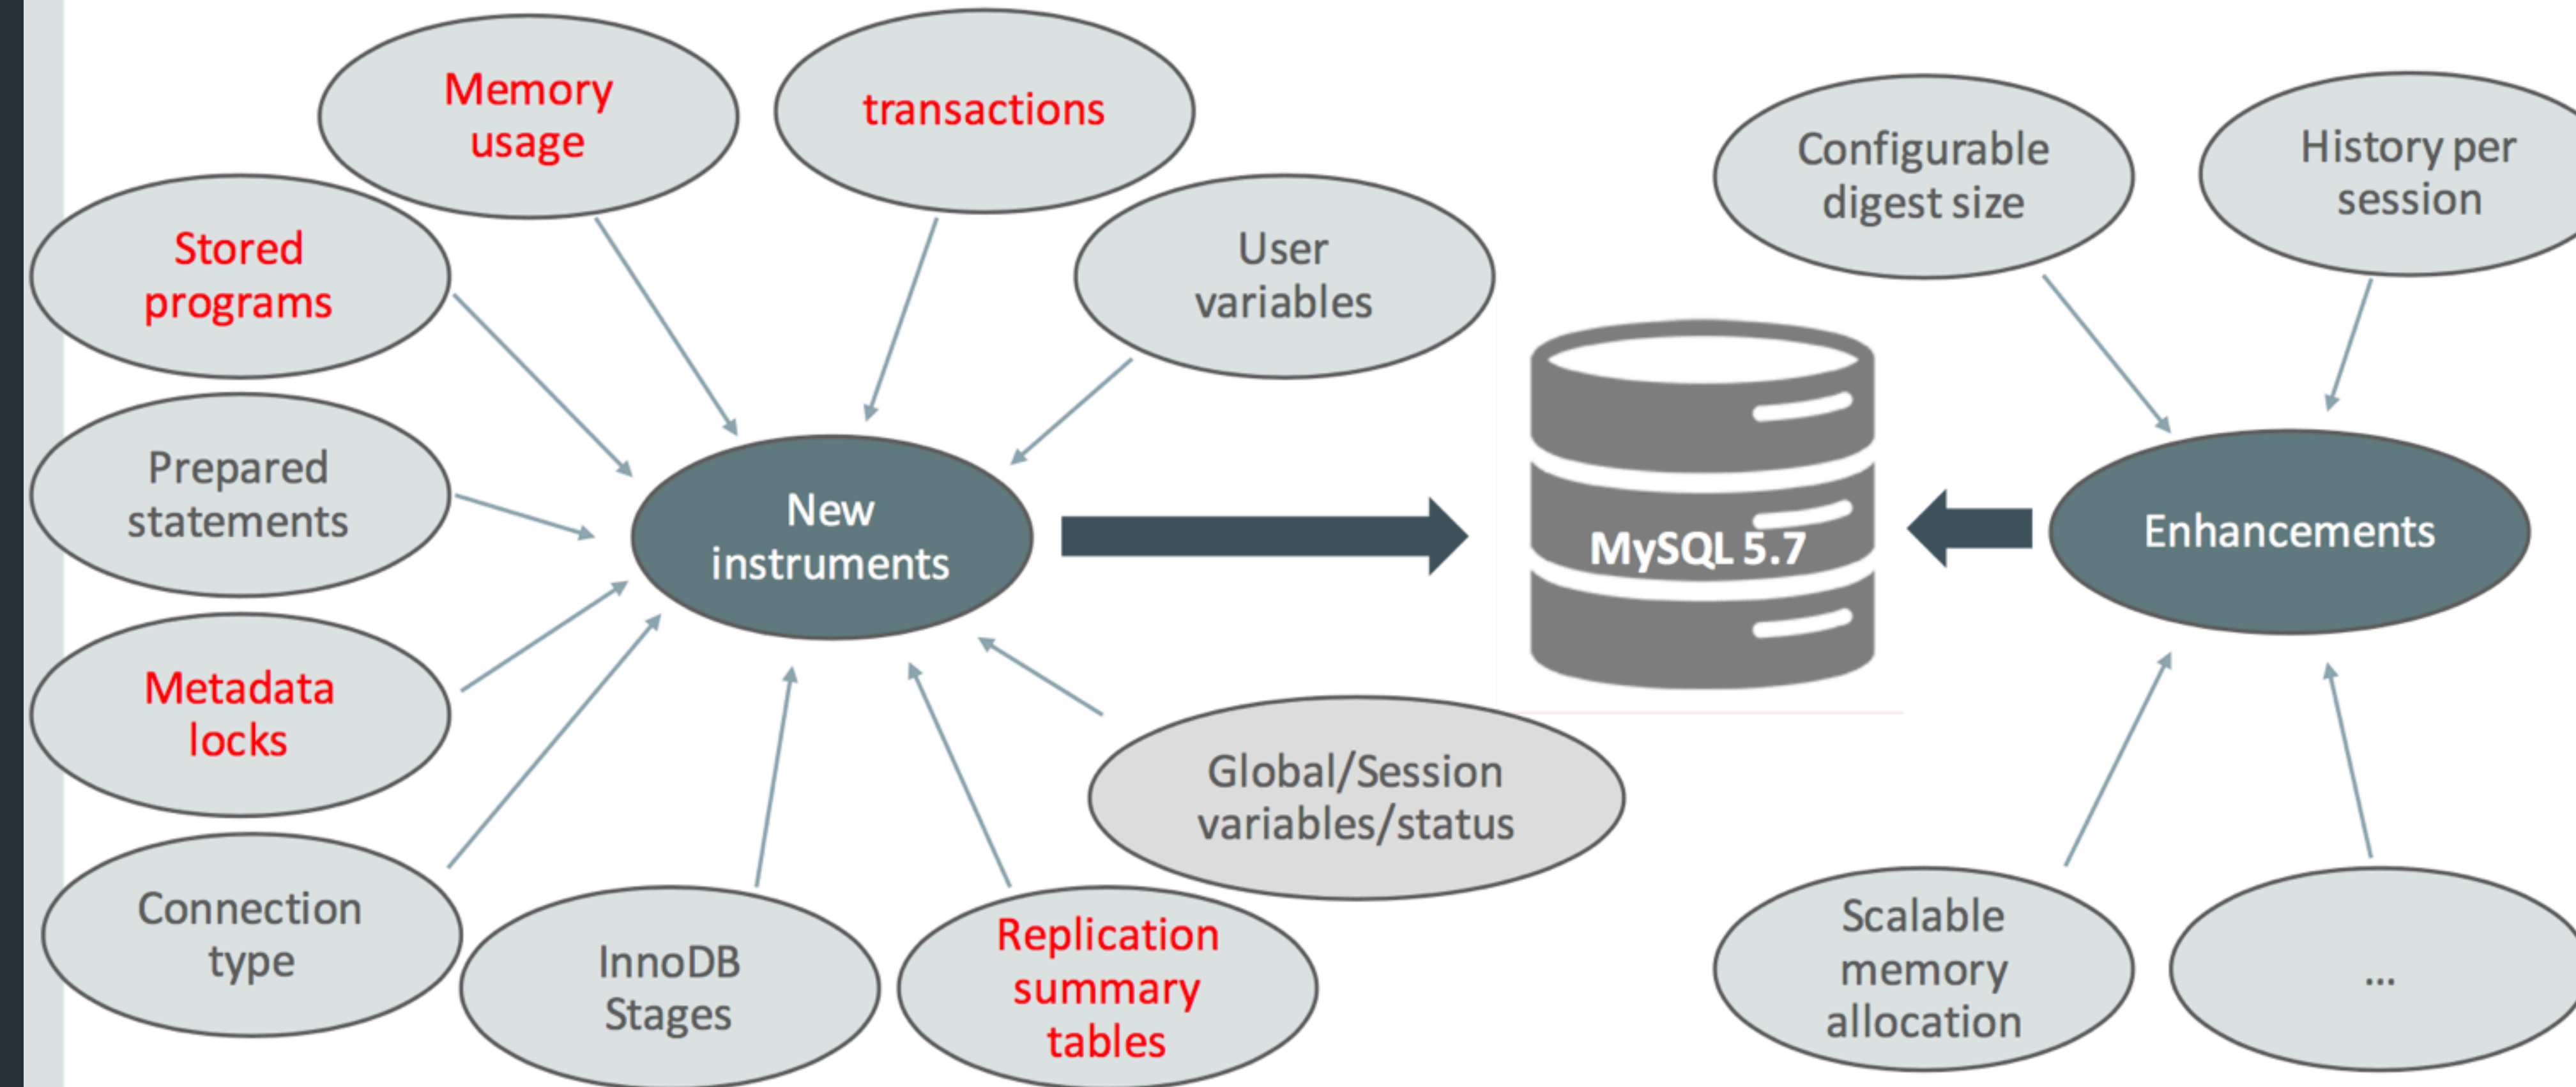 Memory
usage
transactions
Configurable
digest size
History per
session
Stored
programs
User
variables
Prepared
statements
New
instruments
MySQL 5.7
Enhancements
Metadata
locks
Global/Session
variables/status
Connection
type
InnoDB
Stages
Replication
summary
tables
Scalable
memory
allocation
...